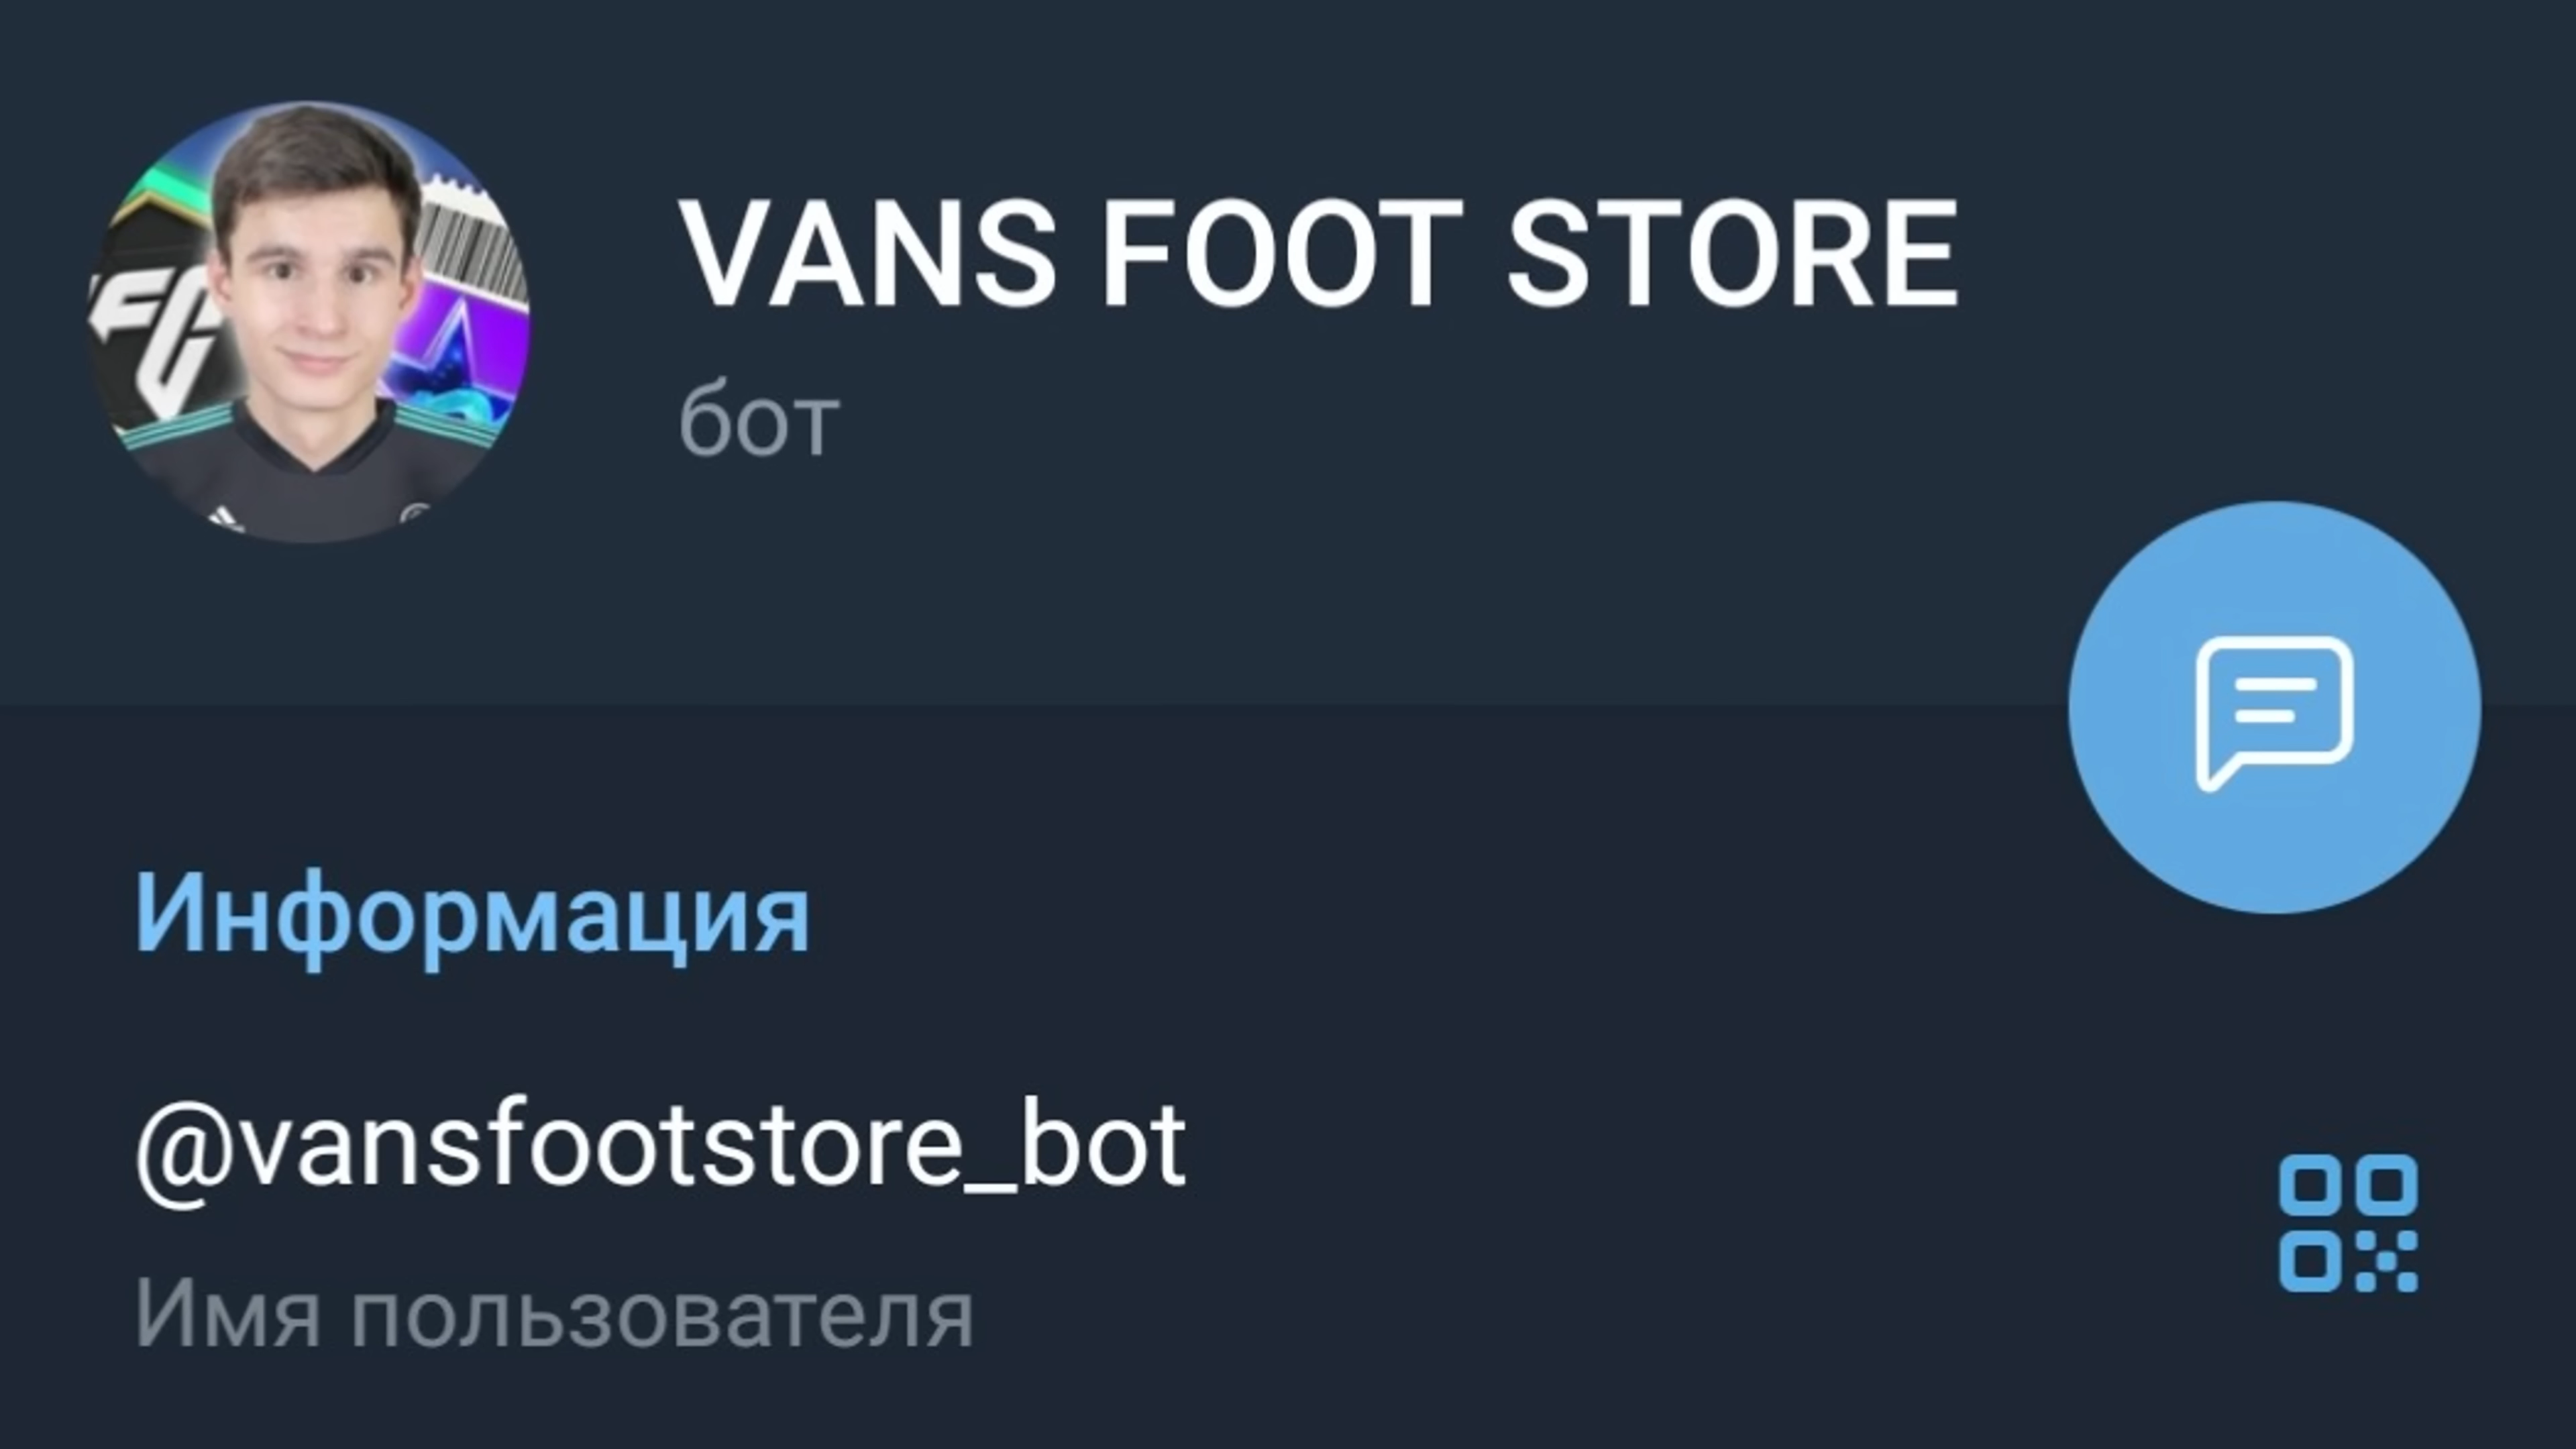 VANS FOOT STORE
бот
Информация
@vansfootstore_bot
Имя пользователя